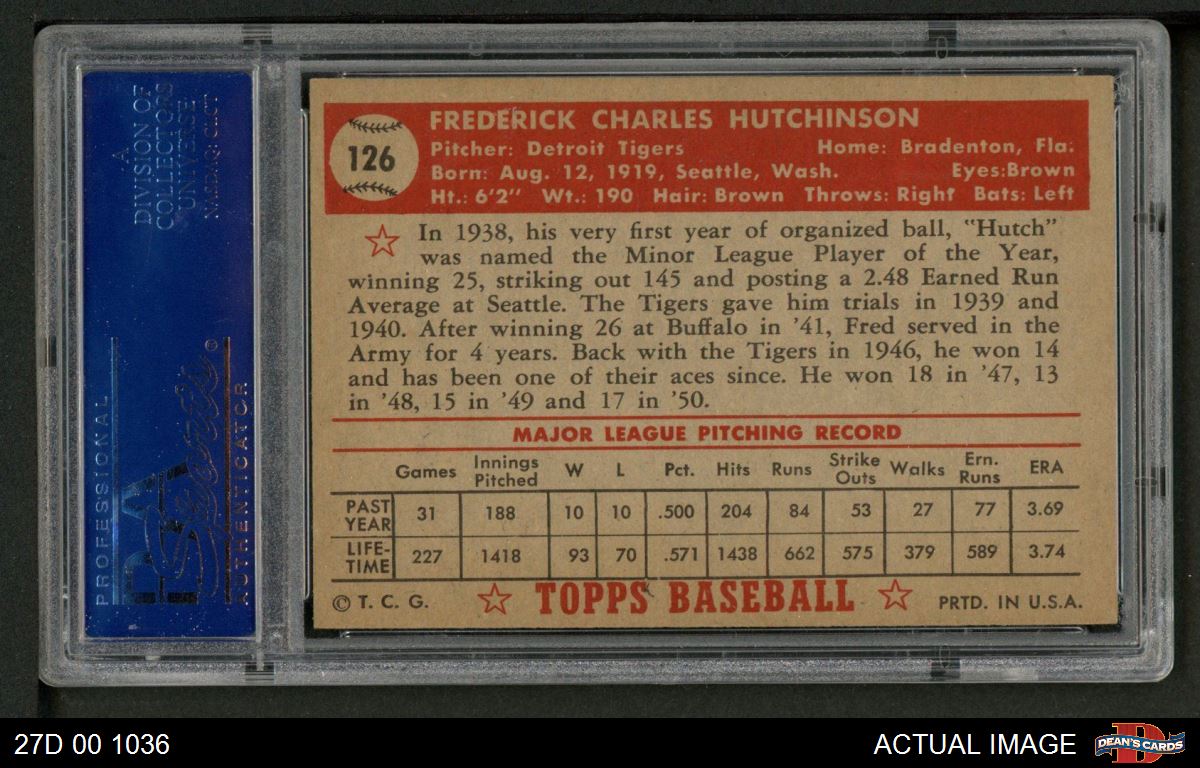 A
DIVISION OF
COLLECTORS
UNIVERSE
NASDAQ: CLCT
PROFESSIONAL
PSA
Sports ®
AUTHENTICATOR
126
FREDERICK CHARLES HUTCHINSON
Pitcher: Detroit Tigers Home: Bradenton, Fla.
Born: Aug. 12, 1919, Seattle, Wash. Eyes:Brown
Ht.: 6'2" Wt.: 190 Hair: Brown Throws: Right Bats: Left
In 1938, his very first year of organized ball, "Hutch"
was named the Minor League Player of the Year,
winning 25, striking out 145 and posting a 2.48 Earned Run
Average at Seattle. The Tigers gave him trials in 1939 and
1940. After winning 26 at Buffalo in '41, Fred served in the
Army for 4 years. Back with the Tigers in 1946, he won 14
and has been one of their aces since. He won 18 in '47, 13
in '48, 15 in '49 and 17 in '50.
MAJOR LEAGUE PITCHING RECORD
Games Innings Pitched W L Pct. Hits Runs Strike Outs Walks Ern. Runs ERA
PAST YEAR 31 188 10 10 .500 204 84 53 27 77 3.69
LIFE-TIME 227 1418 93 70 .571 1438 662 575 379 589 3.74
© T. C. G. TOPPS BASEBALL PRTD. IN U.S.A.
27D 00 1036 ACTUAL IMAGE
D
DEAN'S CARDS